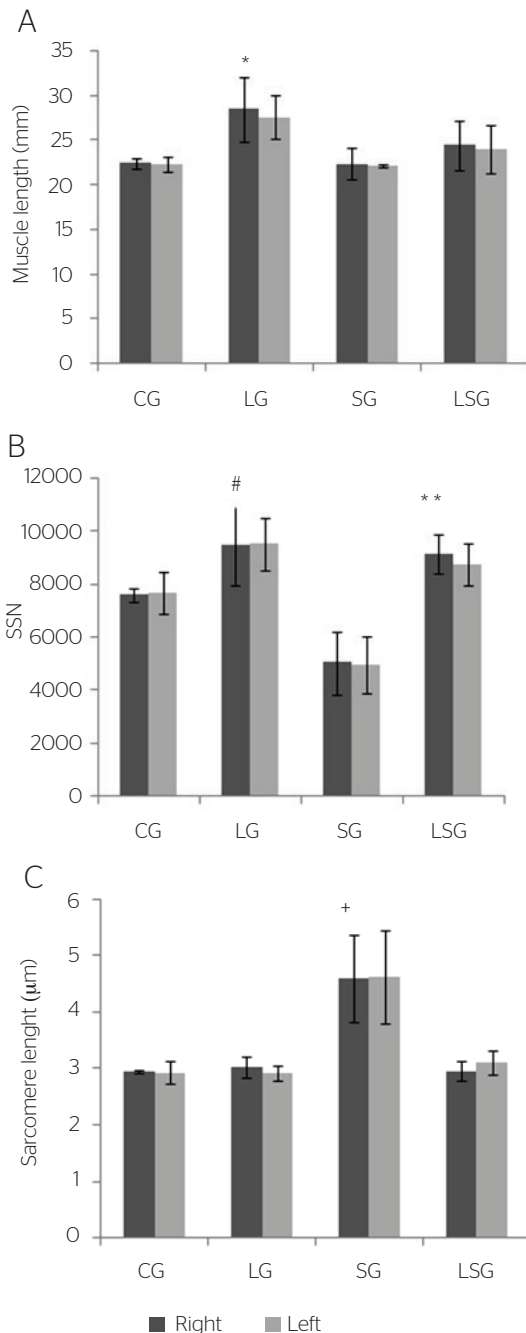 A
Muscle length (mm)
35
30
25
20
15
10
5
0
*
CG LG SG LSG
B
SSN
12000
10000
8000
6000
4000
2000
0
#
* *
CG LG SG LSG
C
Sarcomere lenght (μm)
6
5
4
3
2
1
0
+
CG LG SG LSG
Right Left